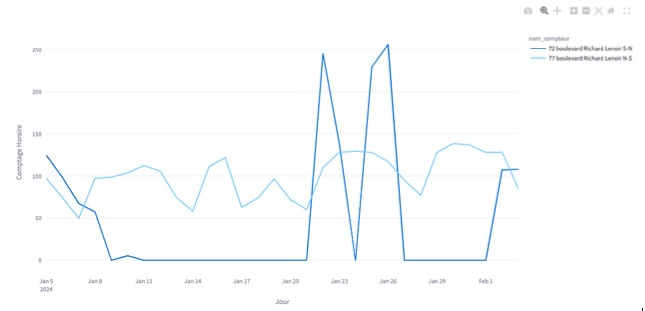 nom_compteur
72 boulevard Richard Lenoir S-N
77 boulevard Richard Lenoir N-S
Comptage Horaire
250
200
150
100
50
0
Jan 5
2024
Jan 8
Jan 11
Jan 14
Jan 17
Jan 20
Jan 23
Jan 26
Jan 29
Feb 1
Jour